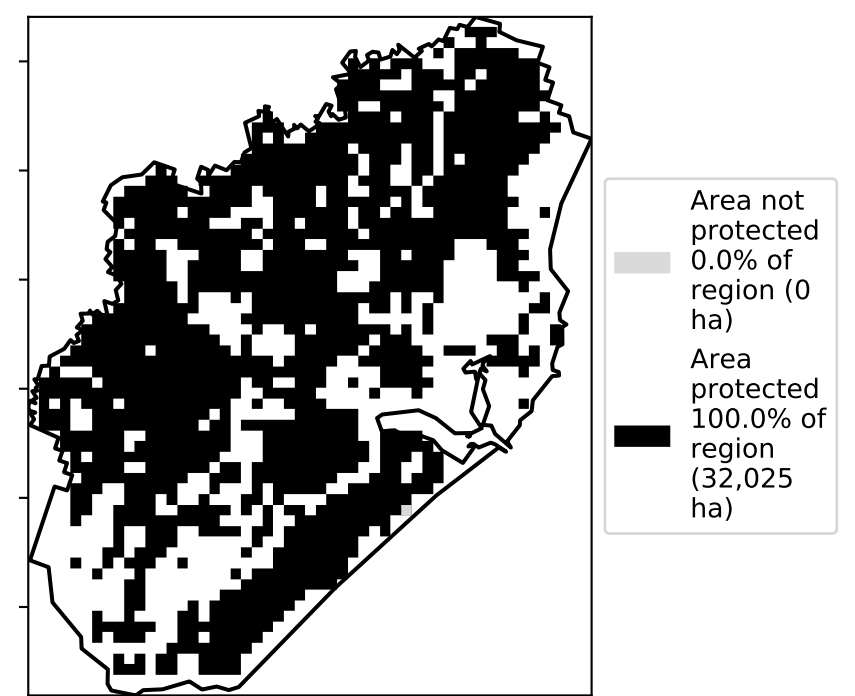 Area not
protected
0.0% of
region (0
ha)
Area
protected
100.0% of
region
(32,025
ha)